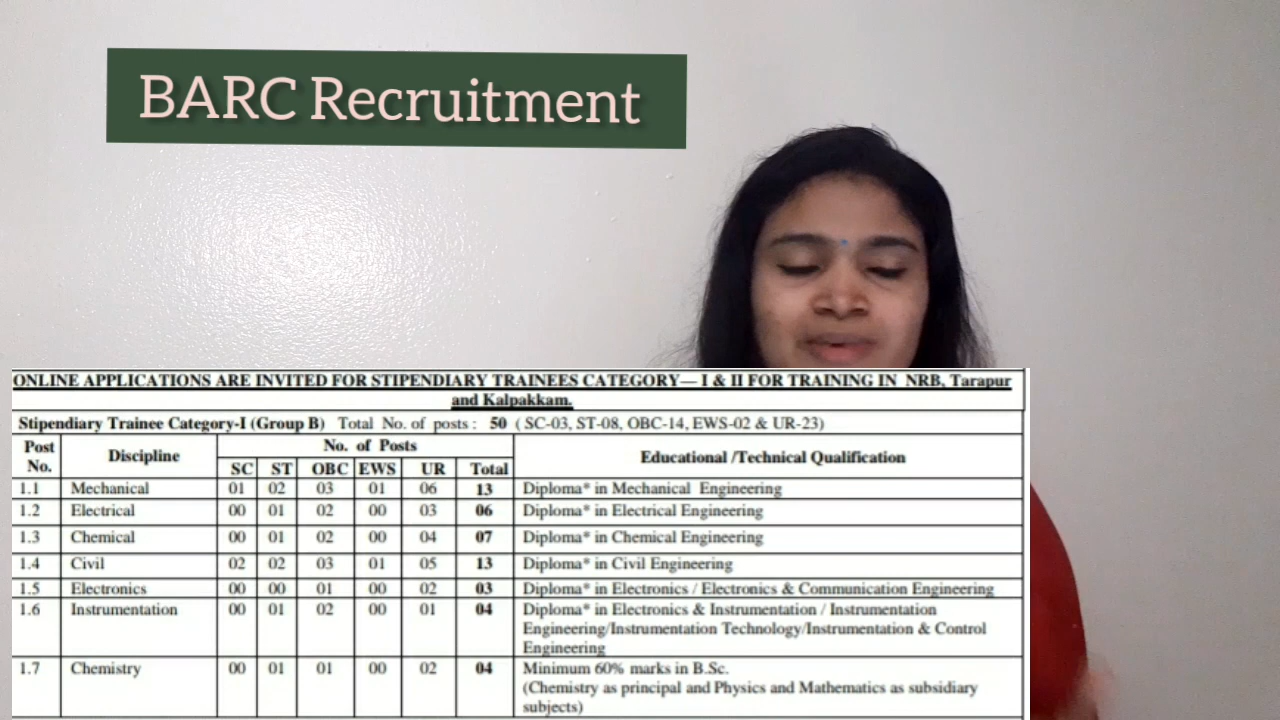 BARC Recruitment
ONLINE APPLICATIONS ARE INVITED FOR STIPENDIARY TRAINEES CATEGORY— I & II FOR TRAINING IN NRB, Tarapur
and Kalpakkam.
Stipendiary Trainee Category-I (Group B) Total No. of posts : 50 ( SC-03, ST-08, OBC-14, EWS-02 & UR-23)
Post No. Discipline No. of Posts Educational /Technical Qualification
SC ST OBC EWS UR Total
1.1 Mechanical 01 02 03 01 06 13 Diploma* in Mechanical Engineering
1.2 Electrical 00 01 02 00 03 06 Diploma* in Electrical Engineering
1.3 Chemical 00 01 02 00 04 07 Diploma* in Chemical Engineering
1.4 Civil 02 02 03 01 05 13 Diploma* in Civil Engineering
1.5 Electronics 00 00 01 00 02 03 Diploma* in Electronics / Electronics & Communication Engineering
1.6 Instrumentation 00 01 02 00 01 04 Diploma* in Electronics & Instrumentation / Instrumentation
Engineering/Instrumentation Technology/Instrumentation & Control
Engineering
1.7 Chemistry 00 01 01 00 02 04 Minimum 60% marks in B.Sc.
(Chemistry as principal and Physics and Mathematics as subsidiary
subjects)